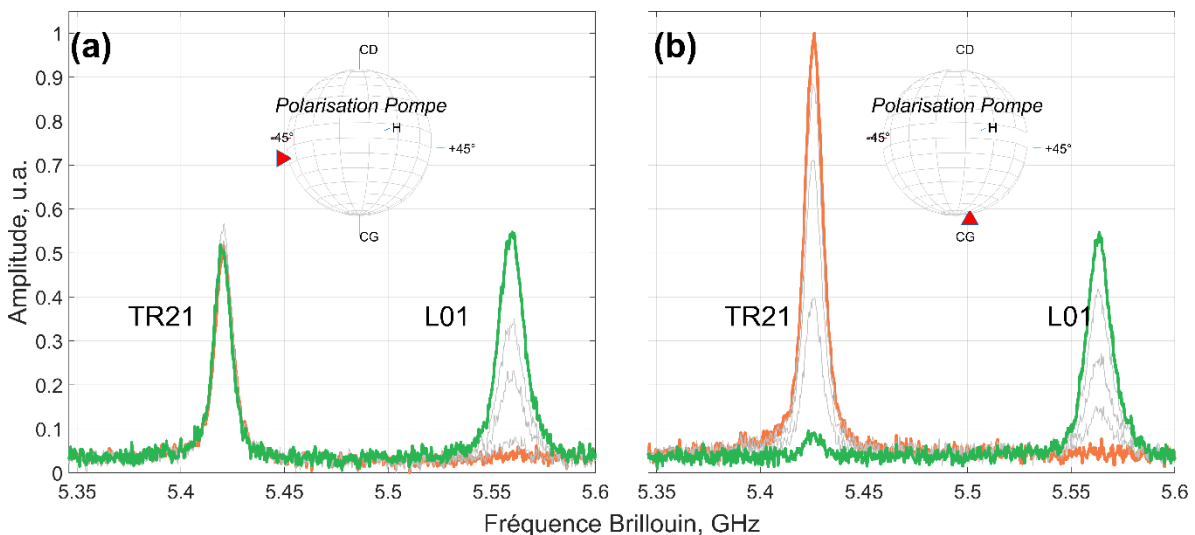 (a)
(b)
CD
Polarisation Pompe
-45°
H
+45°
CG
CD
Polarisation Pompe
-45°
H
+45°
CG
TR21
L01
TR21
L01
1
0.9
0.8
0.7
0.6
0.5
0.4
0.3
0.2
0.1
0
Amplitude, u.a.
5.35
5.4
5.45
5.5
5.55
5.6
5.35
5.4
5.45
5.5
5.55
5.6
Fréquence Brillouin, GHz